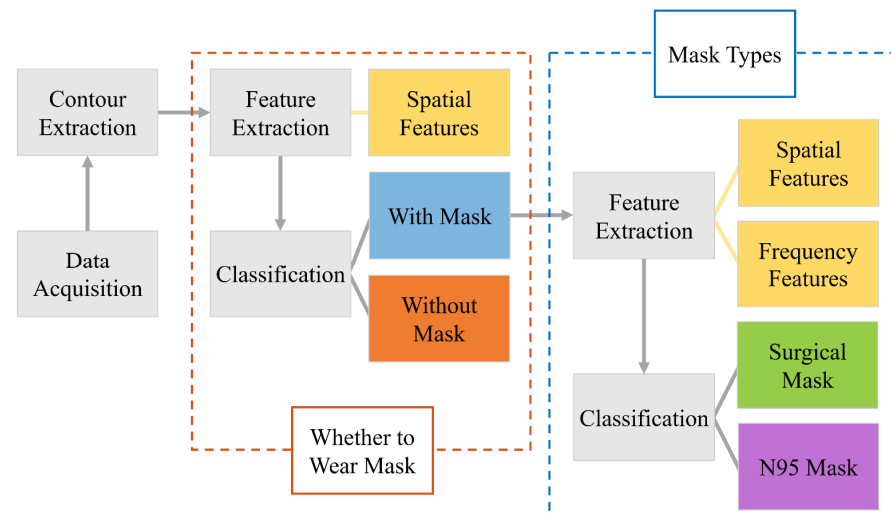 Contour
Extraction
Data
Acquisition
Feature
Extraction
Spatial
Features
Classification
With Mask
Without
Mask
Whether to
Wear Mask
Mask Types
Feature
Extraction
Spatial
Features
Frequency
Features
Classification
Surgical
Mask
N95 Mask